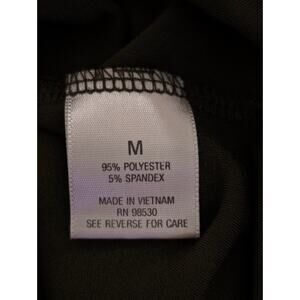 M
95% POLYESTER
5% SPANDEX
MADE IN VIETNAM
RN 98530
SEE REVERSE FOR CARE